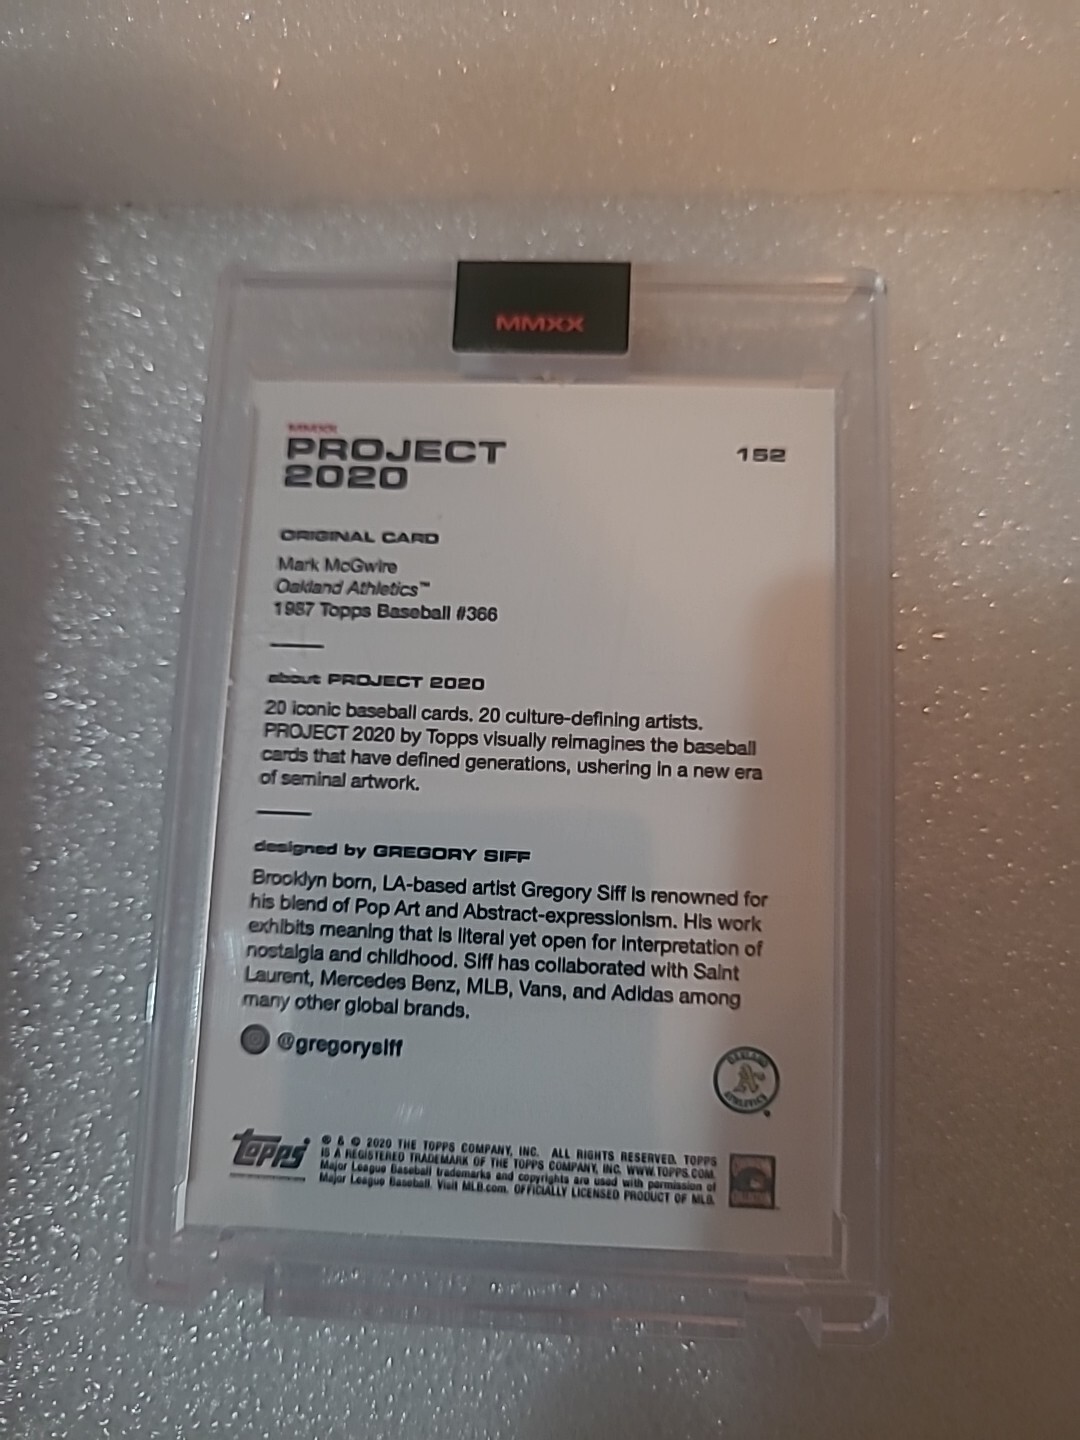 MMXX
MMXX
PROJECT
2020
152
ORIGINAL CARD
Mark McGwire
Oakland Athletics™
1987 Topps Baseball #366
about PROJECT 2020
20 iconic baseball cards. 20 culture-defining artists.
PROJECT 2020 by Topps visually reimagines the baseball
cards that have defined generations, ushering in a new era
of seminal artwork.
designed by GREGORY SIFF
Brooklyn born, LA-based artist Gregory Siff is renowned for
his blend of Pop Art and Abstract-expressionism. His work
exhibits meaning that is literal yet open for interpretation of
nostalgia and childhood. Siff has collaborated with Saint
Laurent, Mercedes Benz, MLB, Vans, and Adidas among
many other global brands.
@gregorysiff
OAKLAND
A's
ATHLETICS
topps
® & © 2020 THE TOPPS COMPANY, INC. ALL RIGHTS RESERVED. TOPPS
IS A REGISTERED TRADEMARK OF THE TOPPS COMPANY, INC. WWW.TOPPS.COM.
Major League Baseball trademarks and copyrights are used with permission of
Major League Baseball. Visit MLB.com. OFFICIALLY LICENSED PRODUCT OF MLB.